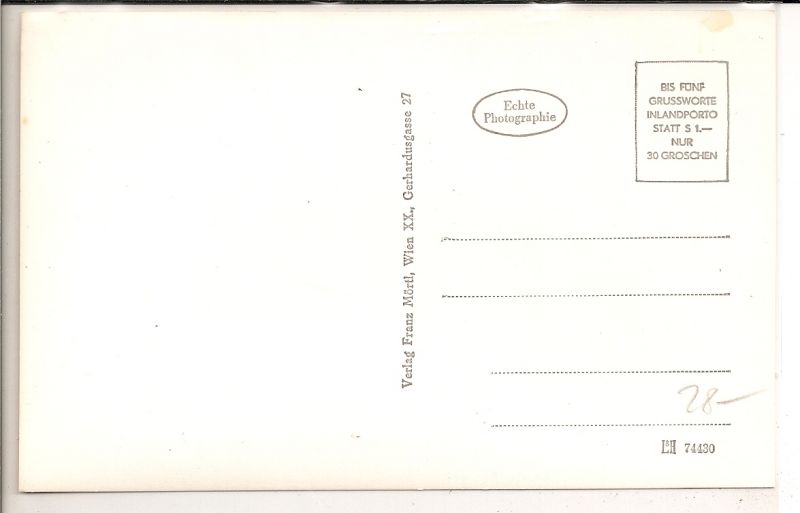 Verlag Franz Mörtl, Wien XX., Gerhardusgasse 27
Echte
Photographie
BIS FÜNF
GRUSSWORTE
INLANDPORTO
STATT S 1.—
NUR
30 GROSCHEN
28—
L&H 74430